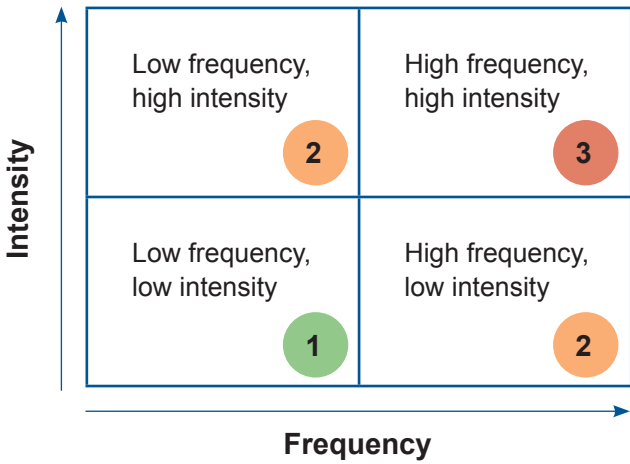 Intensity
Low frequency,
high intensity
2
High frequency,
high intensity
3
Low frequency,
low intensity
1
High frequency,
low intensity
2
Frequency